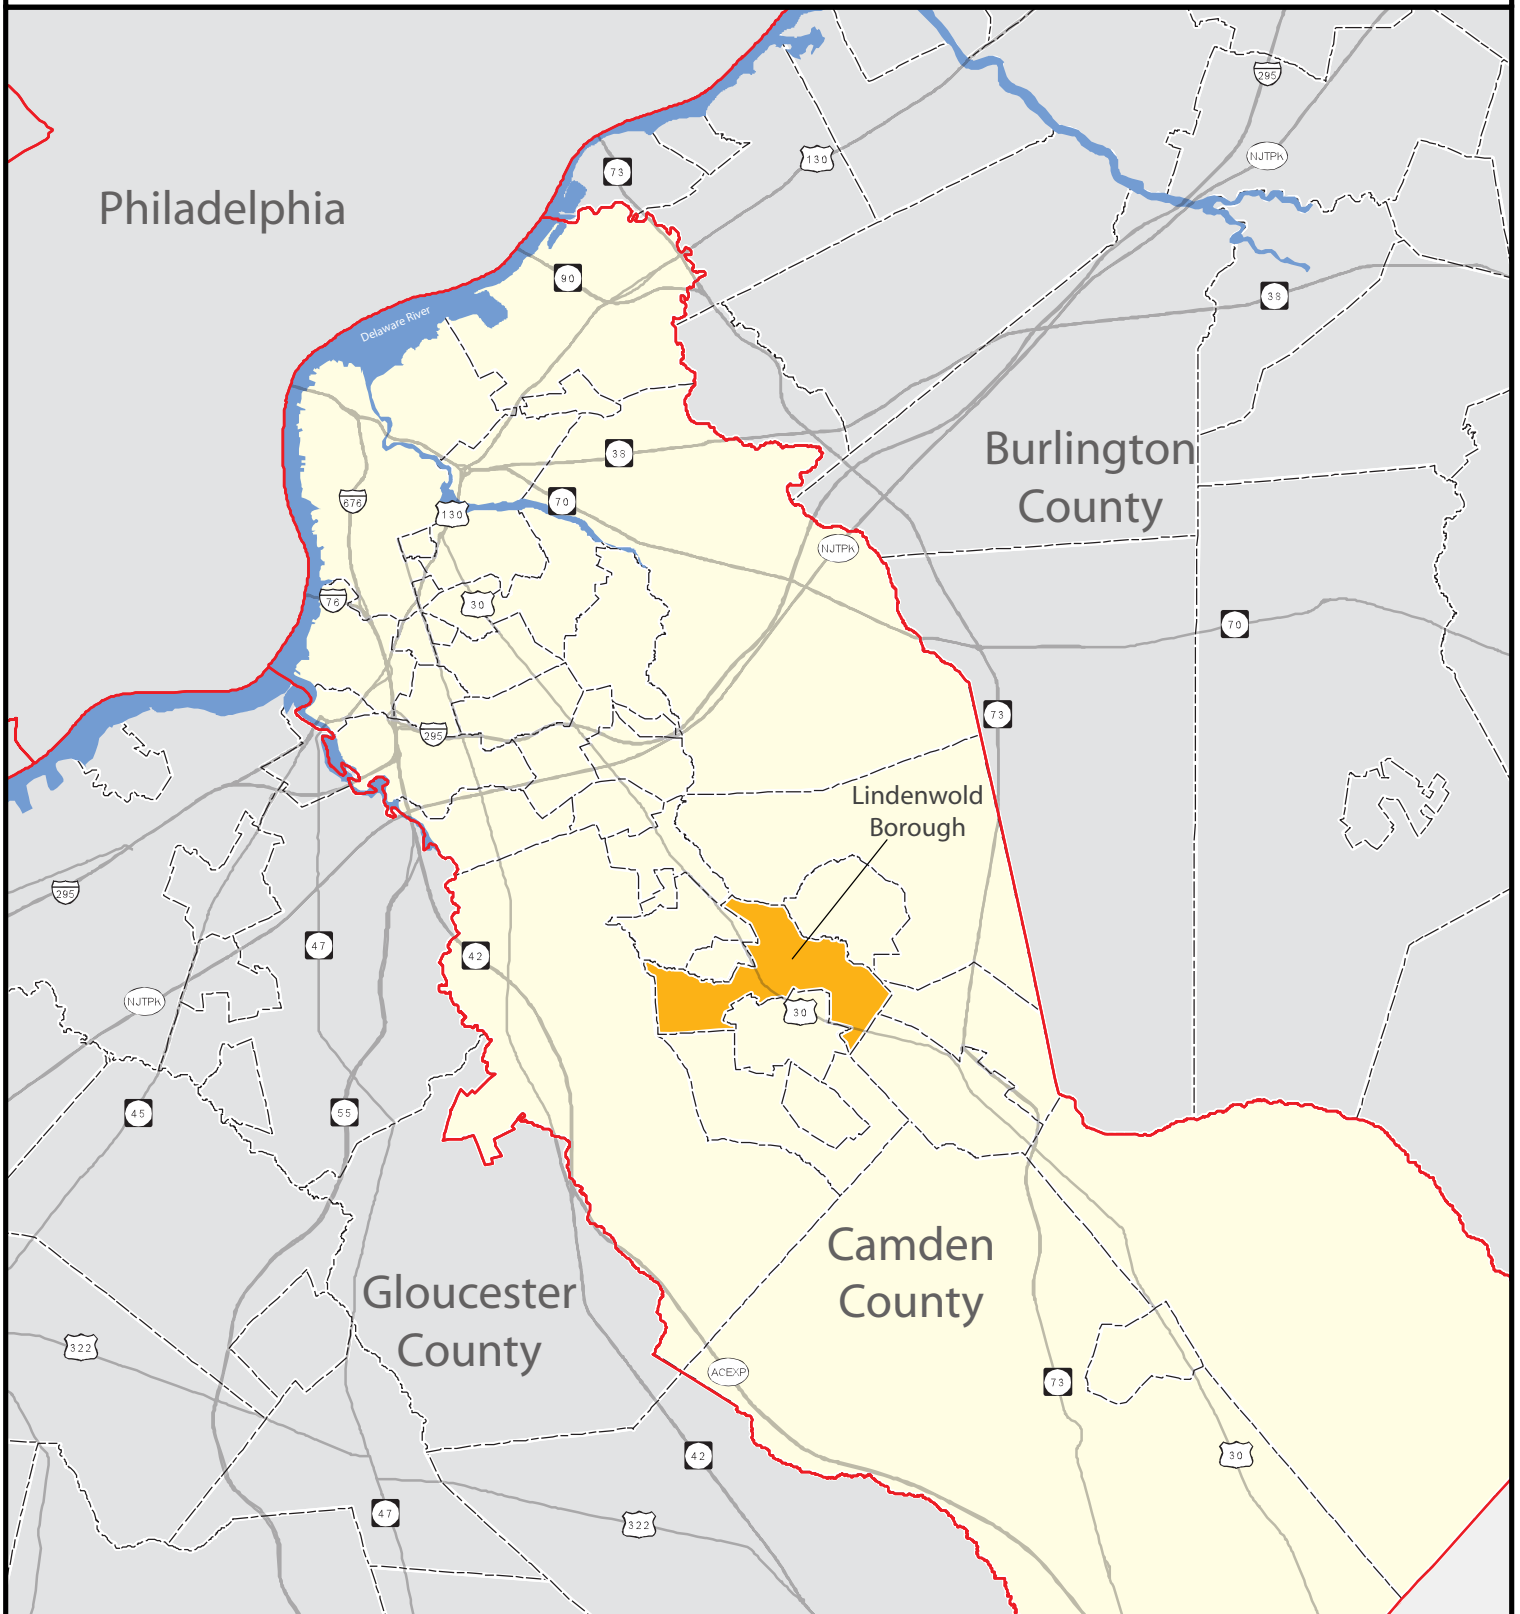 295
130
NJTPK
73
Philadelphia
90
38
Delaware River
Burlington
County
38
70
676
130
NJTPK
76
30
70
73
295
Lindenwold
Borough
295
47
42
NJTPK
30
45
55
Camden
County
Gloucester
County
322
ACEXP
73
42
30
47
322